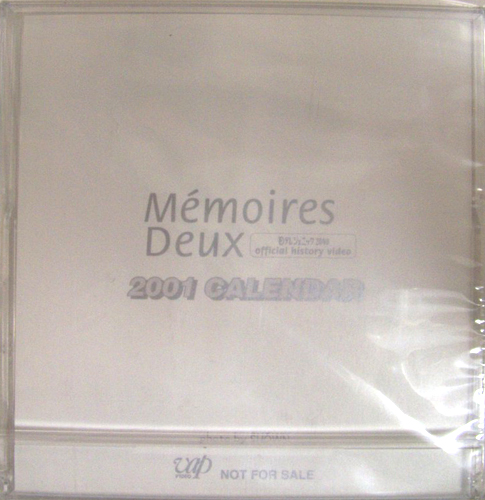 Mémoires
Deux
official history video
2001 CALENDAR
vap
NOT FOR SALE